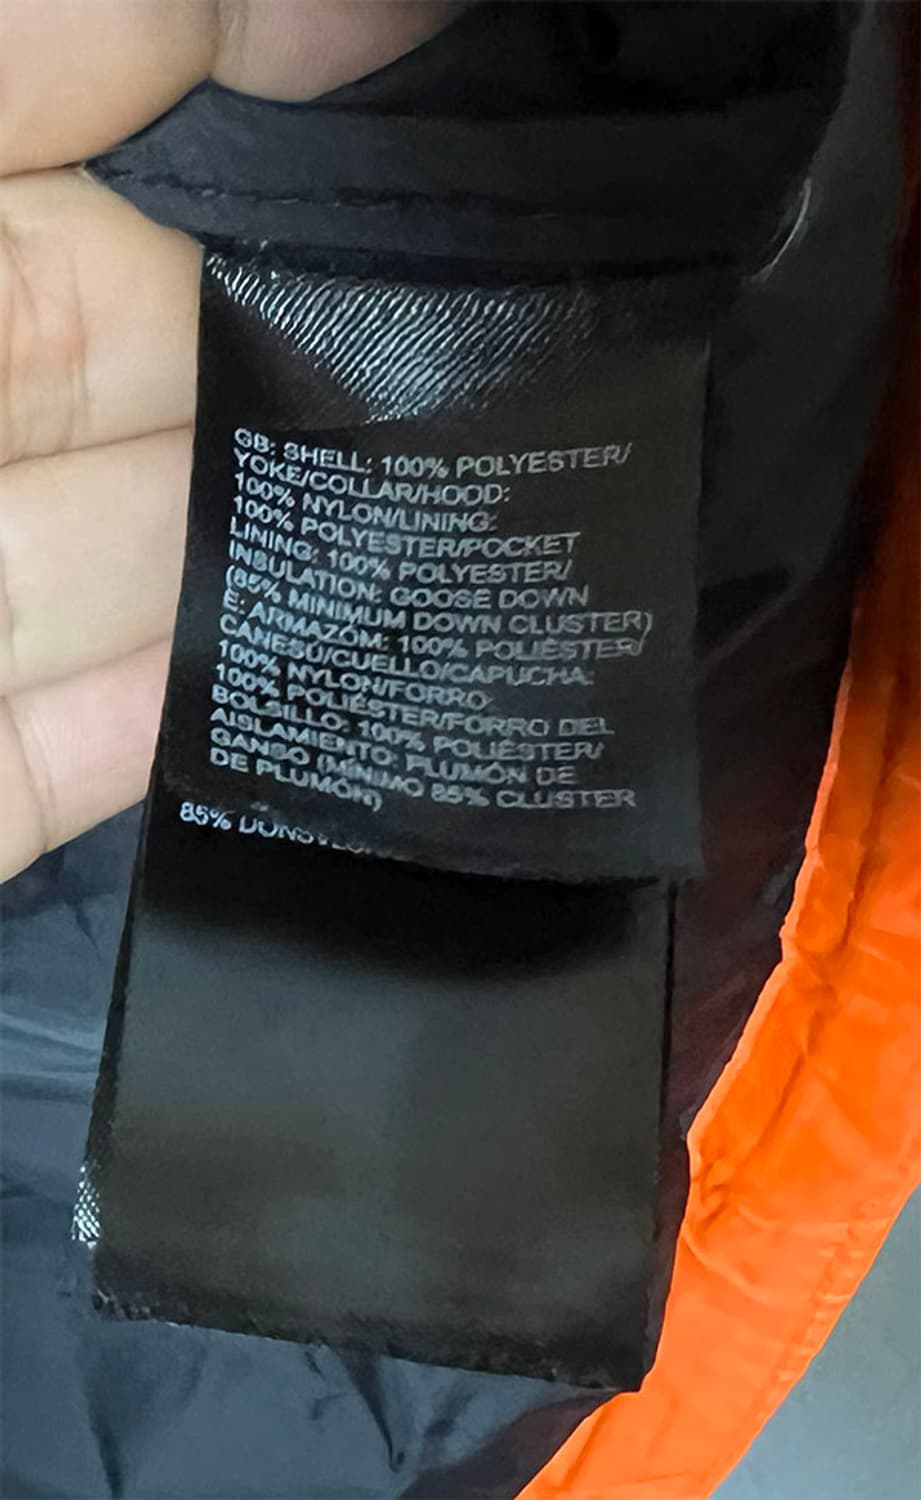 GB: SHELL: 100% POLYESTER/
YOKE/COLLAR/HOOD:
100% NYLON/LINING:
100% POLYESTER/POCKET
LINING: 100% POLYESTER/
INSULATION: GOOSE DOWN
(85% MINIMUM DOWN CLUSTER)
E: ARMAZÓM: 100% POLIÉSTER/
CANESÚ/CUELLO/CAPUCHA:
100% NYLON/FORRO:
100% POLIÉSTER/FORRO DEL
BOLSILLO: 100% POLIÉSTER/
AISLAMIENTO: PLUMÓN DE
GANSO (MÍNIMO 85% CLUSTER
DE PLUMÓN)
85%